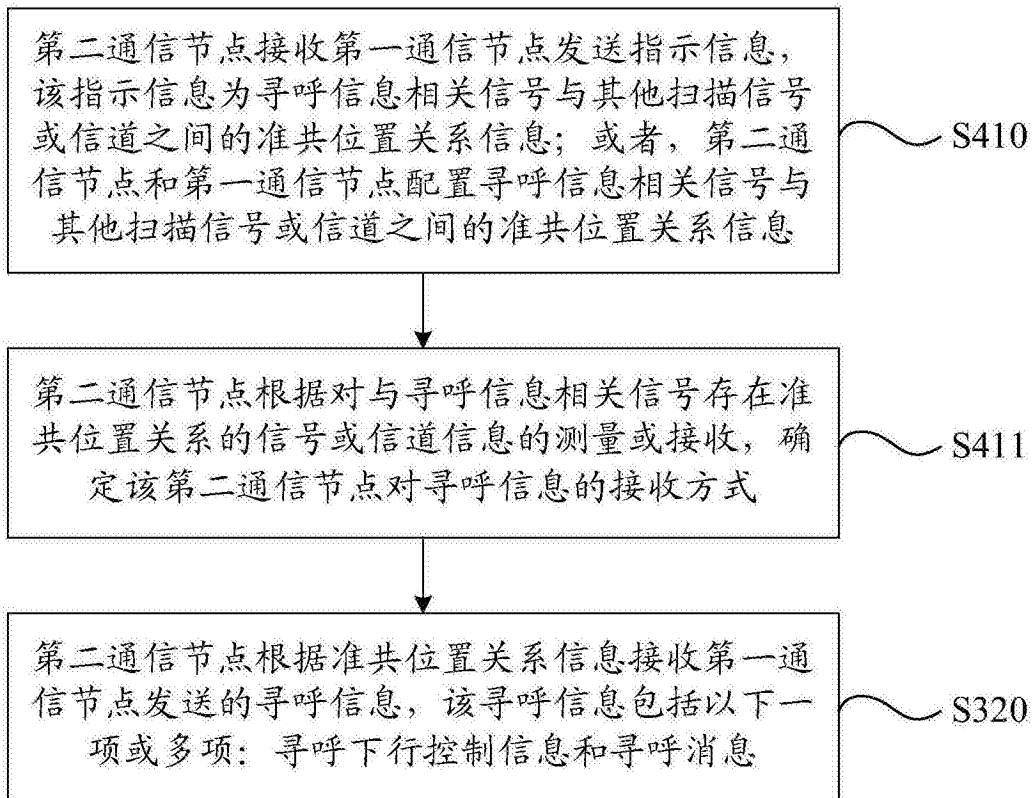 第二通信节点接收第一通信节点发送指示信息，
该指示信息为寻呼信息相关信号与其他扫描信号
或信道之间的准共位置关系信息；或者，第二通
信节点和第一通信节点配置寻呼信息相关信号与
其他扫描信号或信道之间的准共位置关系信息
S410
第二通信节点根据对与寻呼信息相关信号存在准
共位置关系的信号或信道信息的测量或接收，确
定该第二通信节点对寻呼信息的接收方式
S411
第二通信节点根据准共位置关系信息接收第一通
信节点发送的寻呼信息，该寻呼信息包括以下一
项或多项：寻呼下行控制信息和寻呼消息
S320